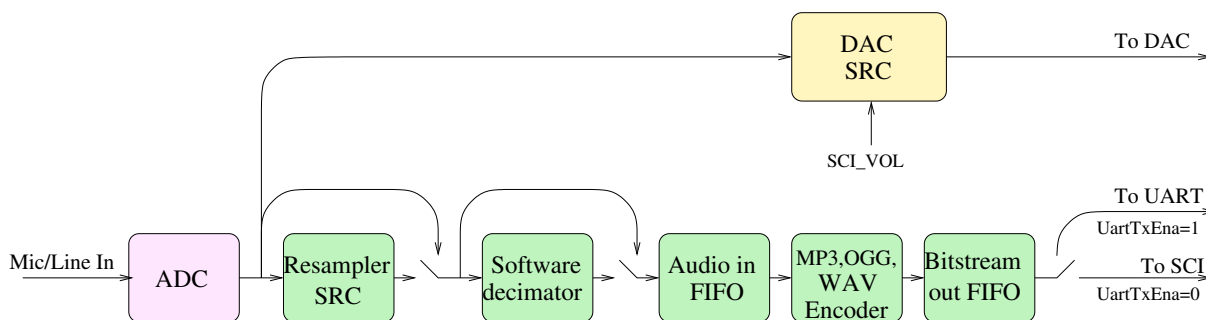 DAC
SRC
To DAC
SCI_VOL
Mic/Line In
ADC
Resampler
SRC
Software
decimator
Audio in
FIFO
MP3,OGG,
WAV
Encoder
Bitstream
out FIFO
To UART
UartTxEna=1
To SCI
UartTxEna=0